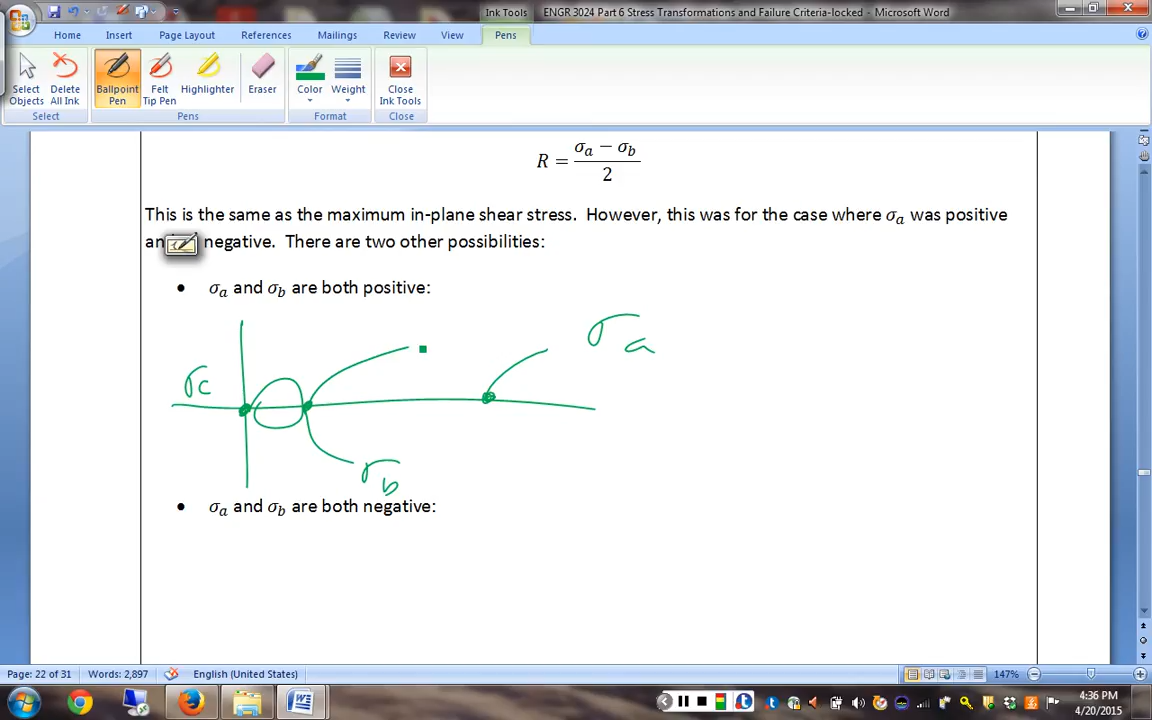 Ink Tools
ENGR 3024 Part 6 Stress Transformations and Failure Criteria-locked - Microsoft Word
Home Insert Page Layout References Mailings Review View Pens
Select Objects
Delete All Ink
Ballpoint Pen
Felt Tip Pen
Highlighter
Eraser
Color
Weight
Close Ink Tools
Select Pens Format Close
R = (σa − σb) / 2
This is the same as the maximum in-plane shear stress. However, this was for the case where σa was positive
an negative. There are two other possibilities:
• σa and σb are both positive:
σa
σc
σb
• σa and σb are both negative:
Page: 22 of 31 Words: 2,897 English (United States) 147%
4:36 PM
4/20/2015